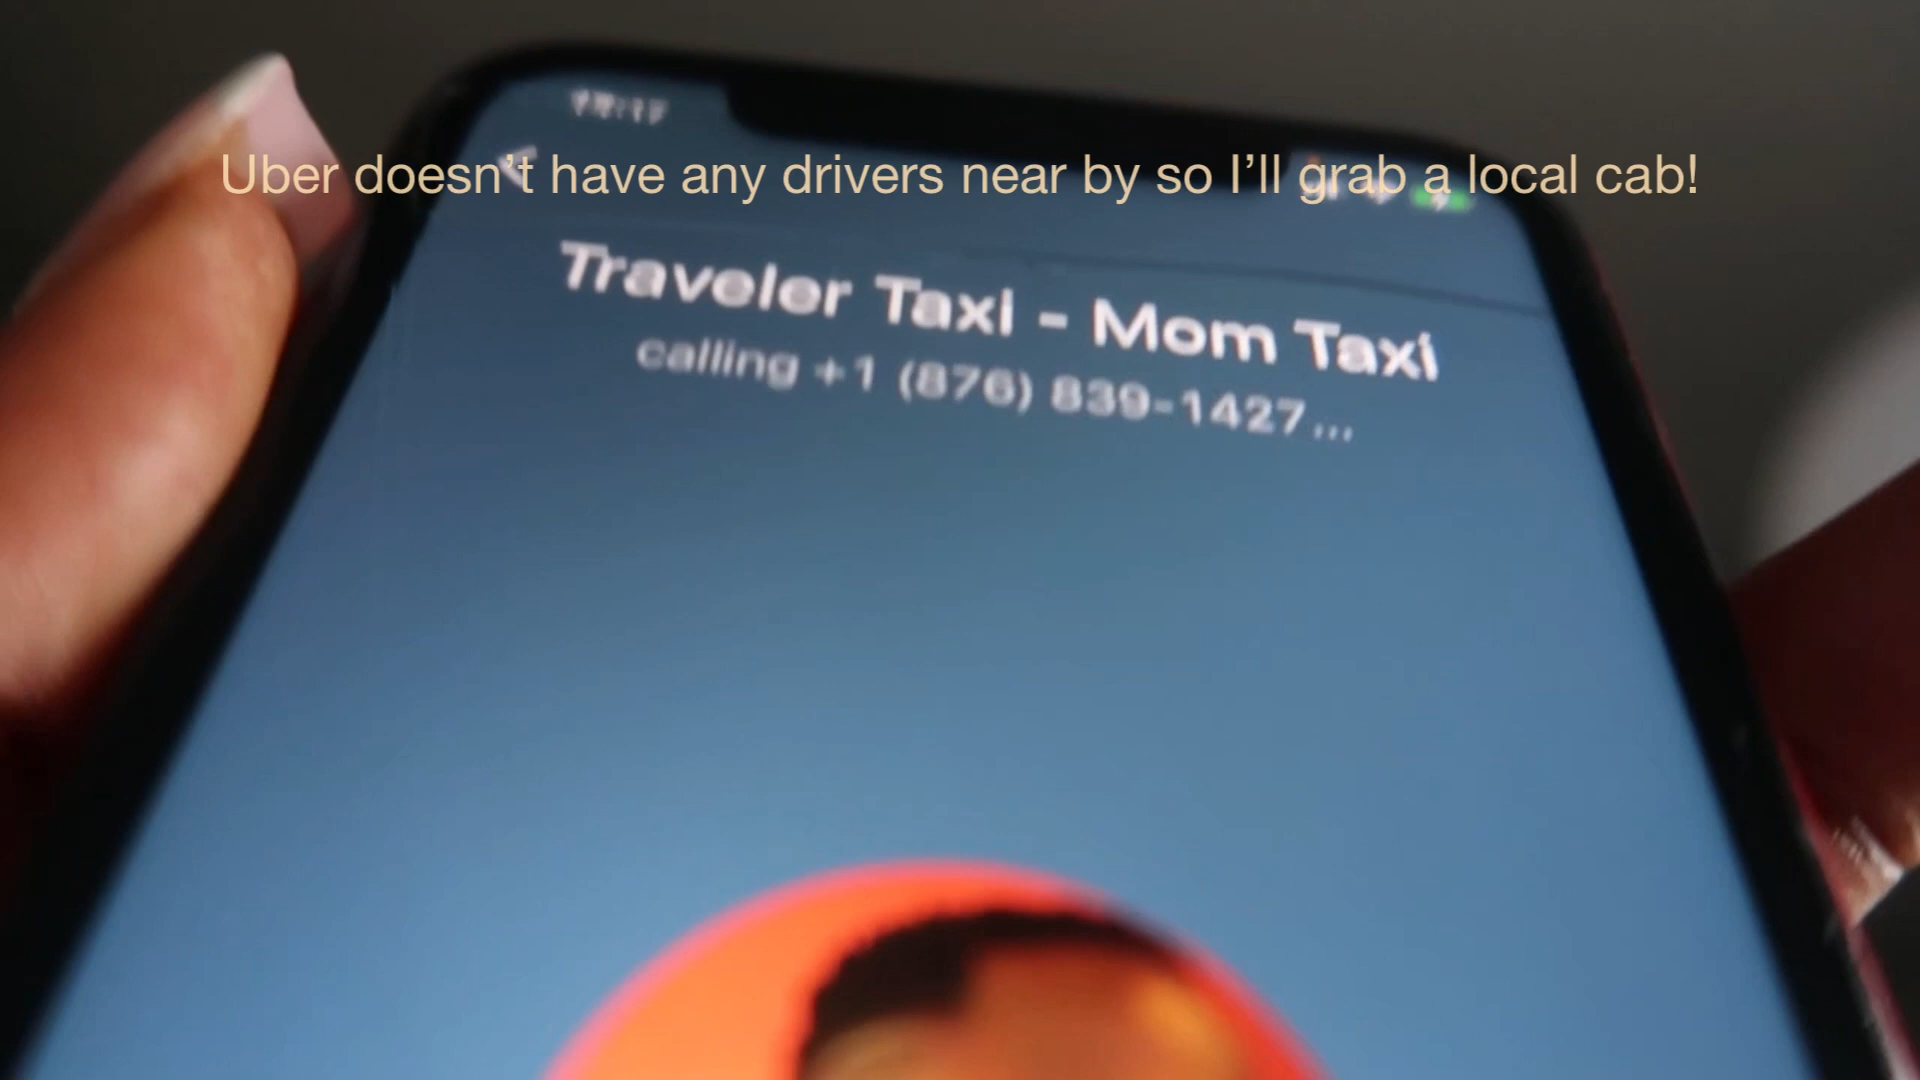 Uber doesn’t have any drivers near by so I’ll grab a local cab!
Traveler Taxi - Mom Taxi
calling +1 (876) 839-1427...